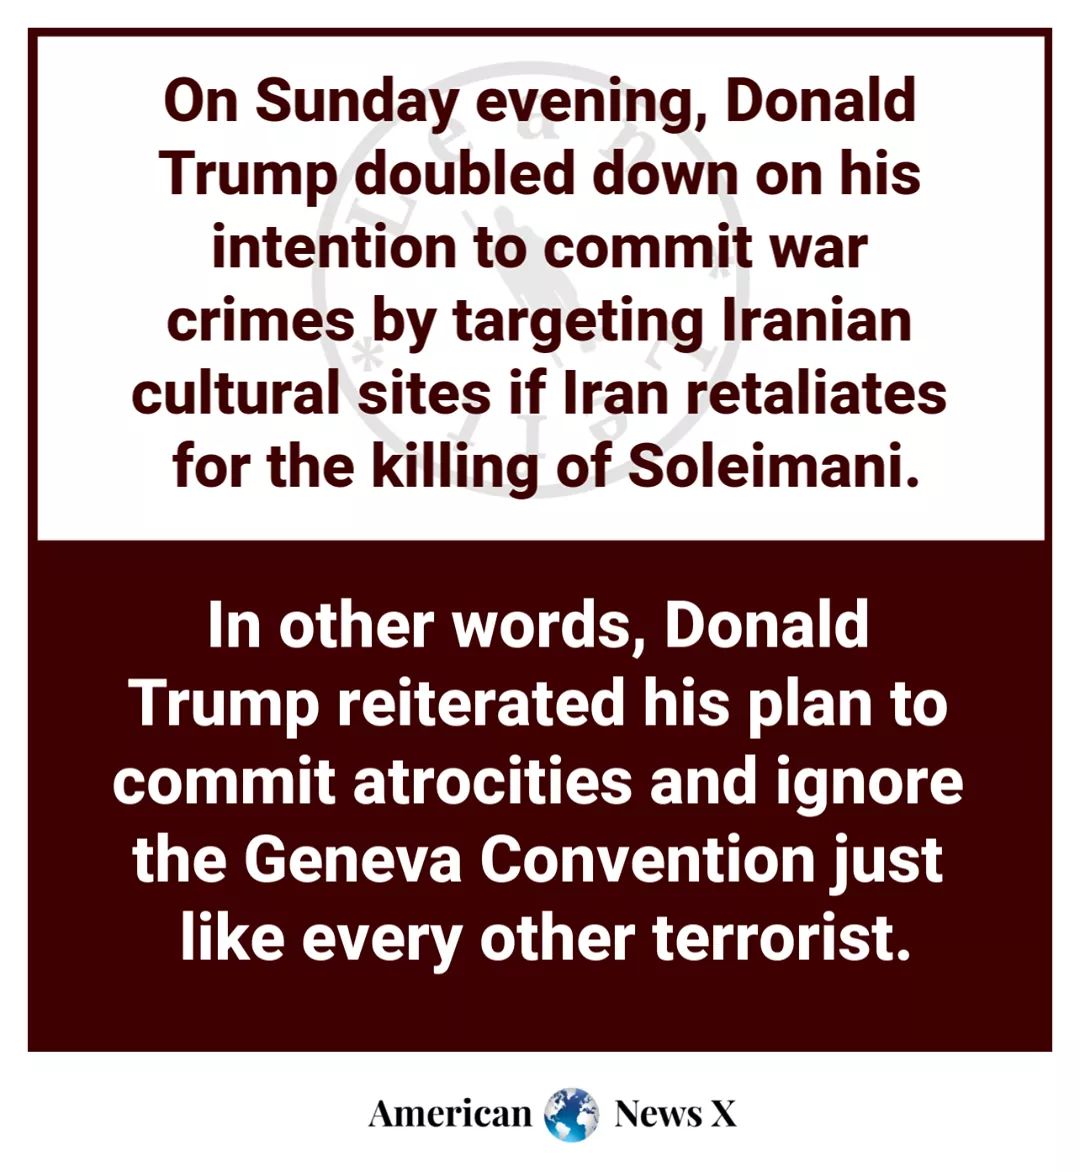 On Sunday evening, Donald
Trump doubled down on his
intention to commit war
crimes by targeting Iranian
cultural sites if Iran retaliates
for the killing of Soleimani.
In other words, Donald
Trump reiterated his plan to
commit atrocities and ignore
the Geneva Convention just
like every other terrorist.
American News X